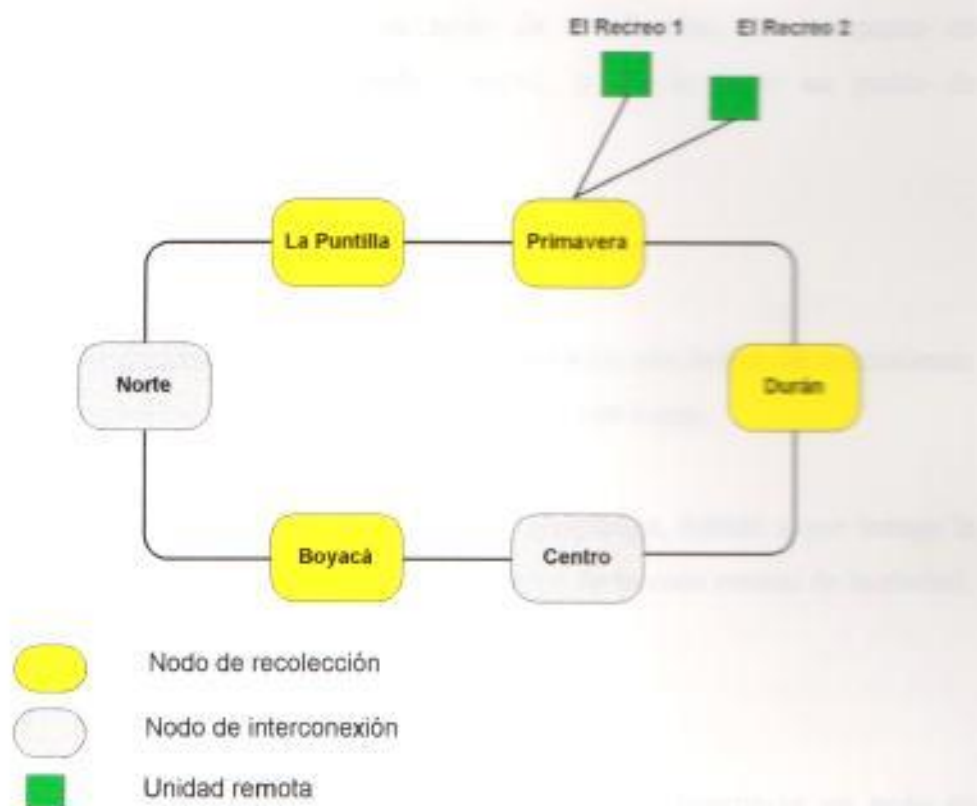 El Recreo 1
El Recreo 2
La Puntilla
Primavera
Norte
Durán
Boyacá
Centro
Nodo de recolección
Nodo de interconexión
Unidad remota